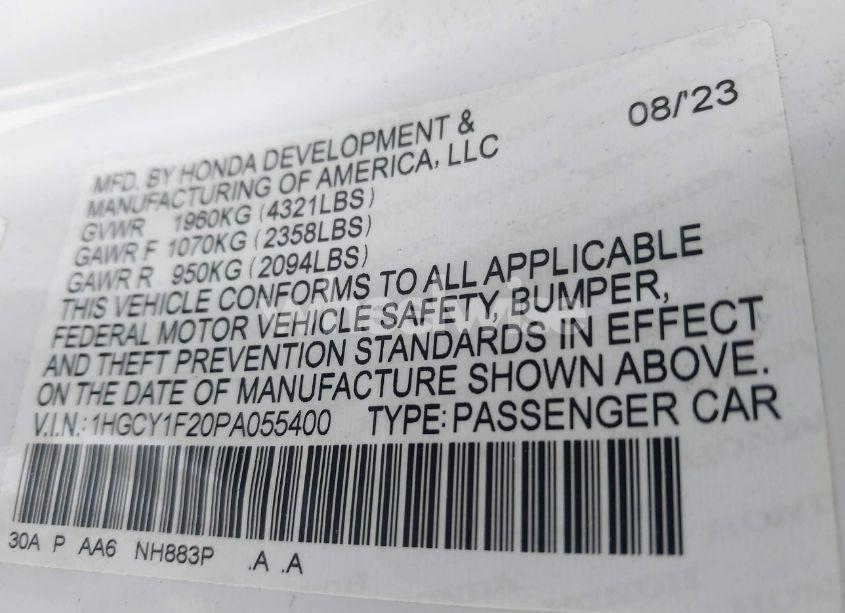 08/'23
MFD. BY HONDA DEVELOPMENT &
MANUFACTURING OF AMERICA, LLC
GVWR 1960KG (4321LBS)
GAWR F 1070KG (2358LBS)
GAWR R 950KG (2094LBS)
THIS VEHICLE CONFORMS TO ALL APPLICABLE
FEDERAL MOTOR VEHICLE SAFETY, BUMPER,
AND THEFT PREVENTION STANDARDS IN EFFECT
ON THE DATE OF MANUFACTURE SHOWN ABOVE.
V.I.N.: 1HGCY1F20PA055400 TYPE: PASSENGER CAR
30A P AA6 NH883P .A .A